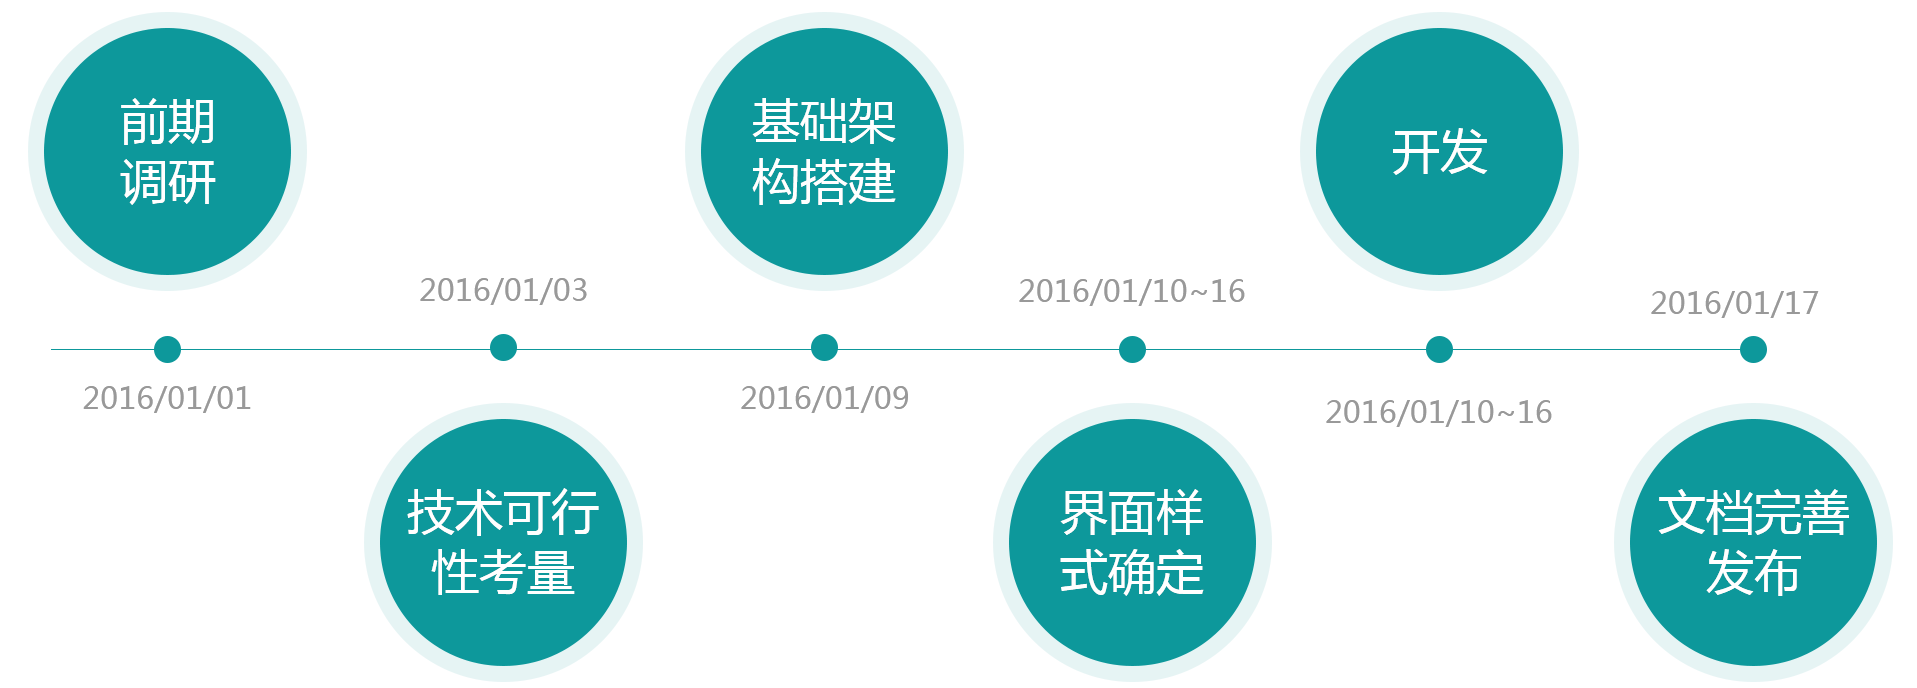 前期
调研
2016/01/01
2016/01/03
技术可行
性考量
基础架
构搭建
2016/01/09
2016/01/10~16
界面样
式确定
开发
2016/01/10~16
2016/01/17
文档完善
发布